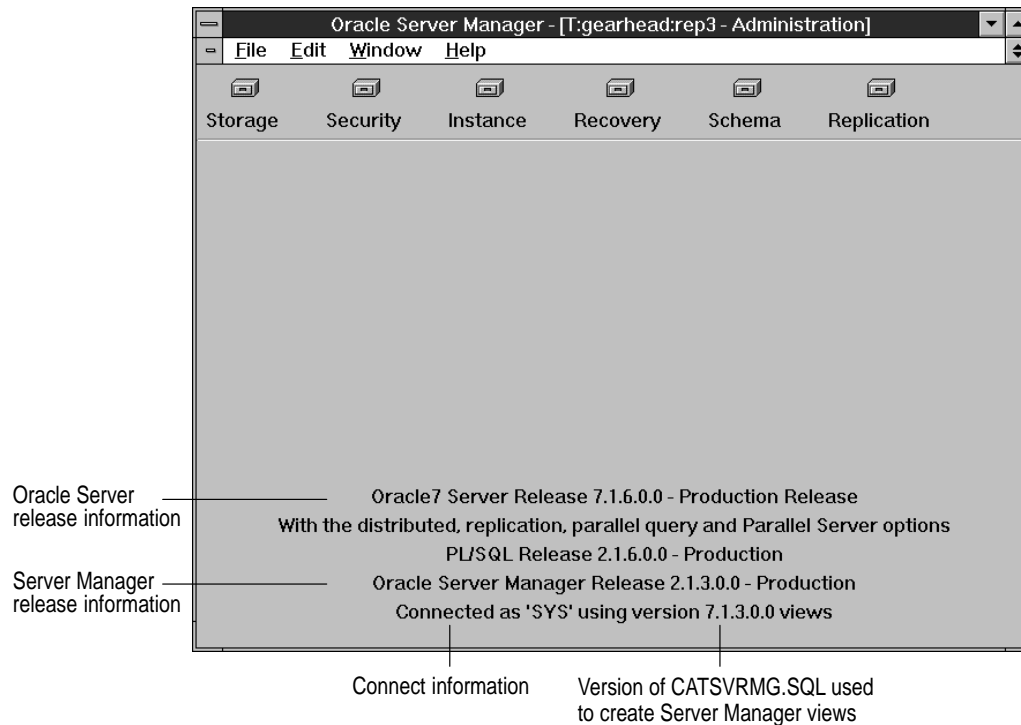 Oracle Server Manager - [T:gearhead:rep3 - Administration]
File Edit Window Help
Storage Security Instance Recovery Schema Replication
Oracle Server
release information
Oracle7 Server Release 7.1.6.0.0 - Production Release
With the distributed, replication, parallel query and Parallel Server options
PL/SQL Release 2.1.6.0.0 - Production
Server Manager
release information
Oracle Server Manager Release 2.1.3.0.0 - Production
Connected as 'SYS' using version 7.1.3.0.0 views
Connect information
Version of CATSVRMG.SQL used
to create Server Manager views